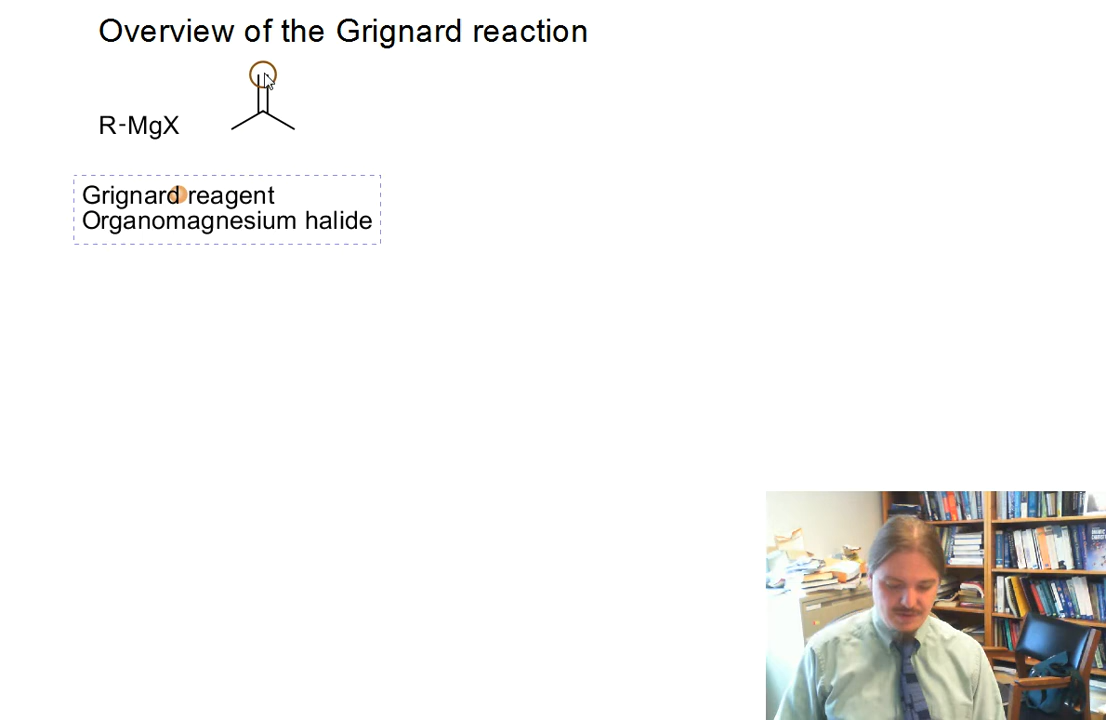 Overview of the Grignard reaction
R-MgX
Grignard reagent
Organomagnesium halide